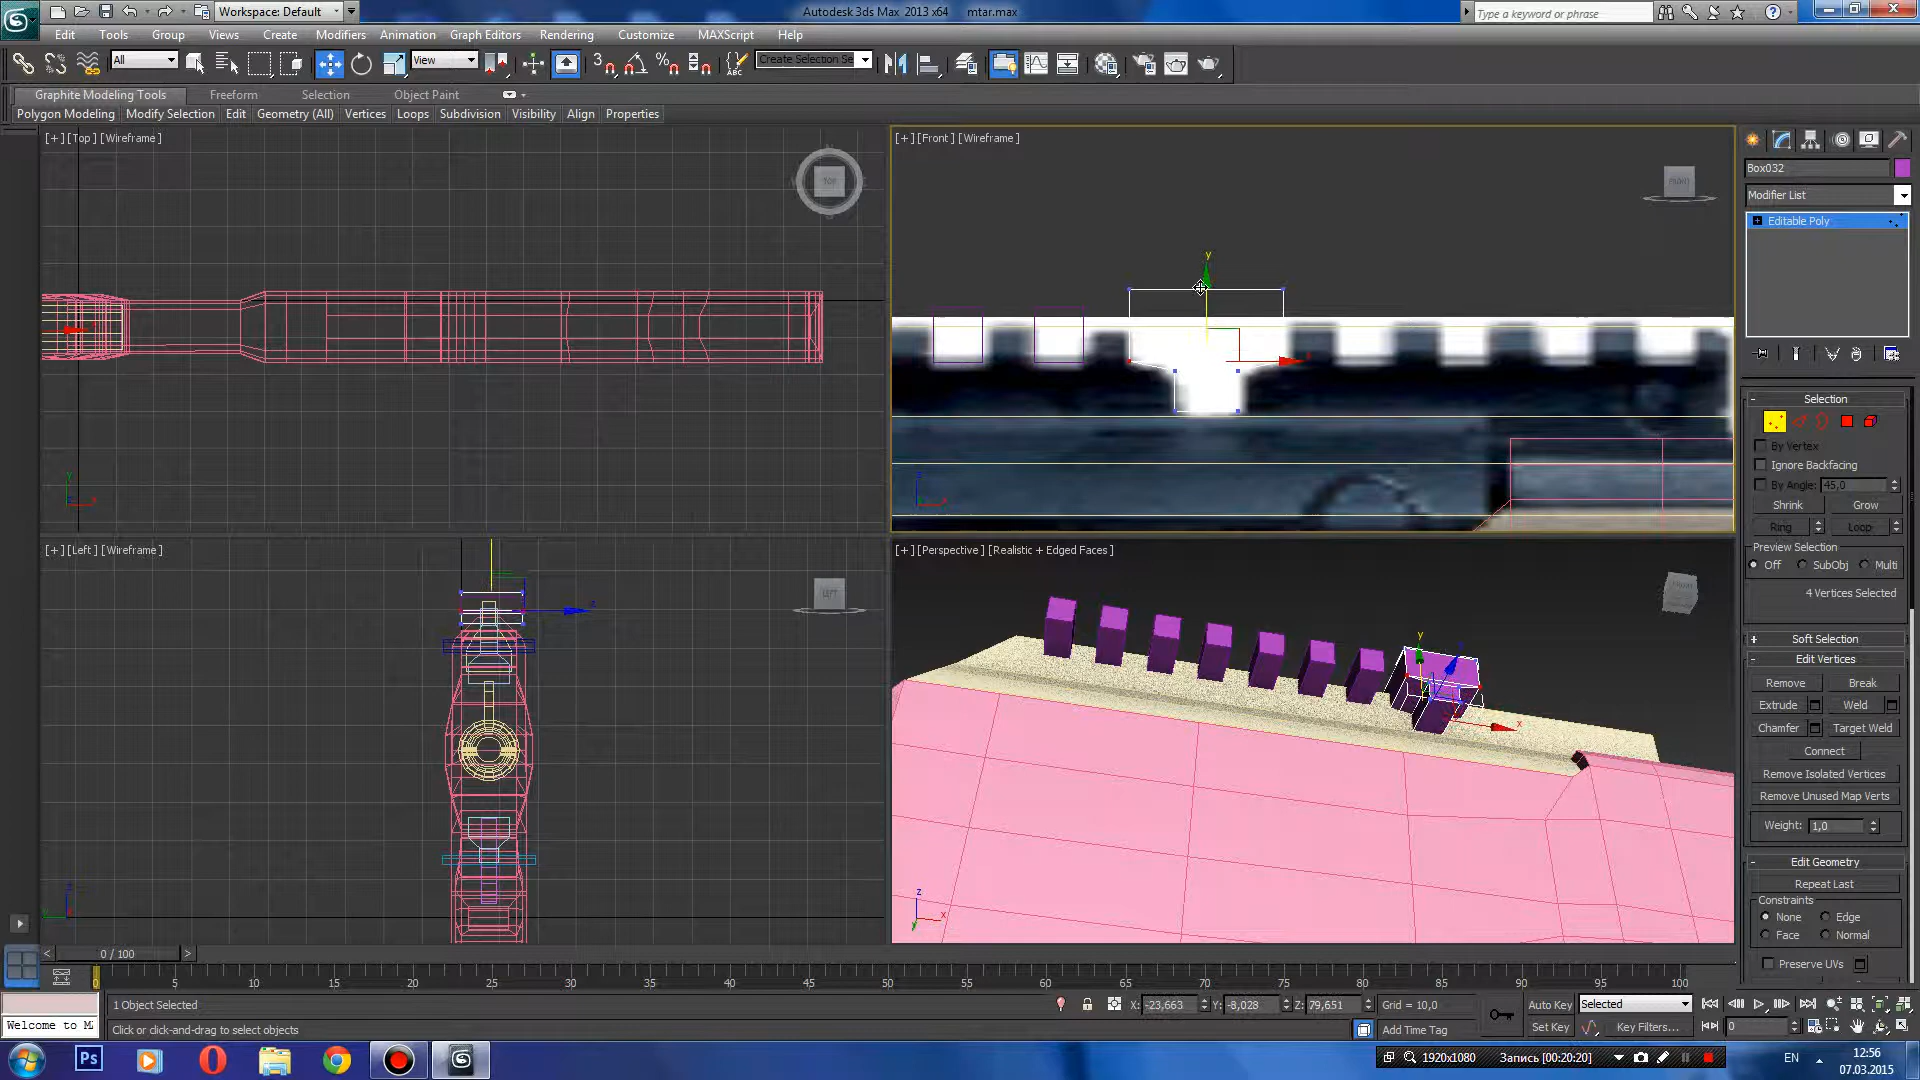 Workspace: Default
Autodesk 3ds Max 2013 x64 mtar.max
Type a keyword or phrase
Edit Tools Group Views Create Modifiers Animation Graph Editors Rendering Customize MAXScript Help
All View Create Selection Se
Graphite Modeling Tools Freeform Selection Object Paint
Polygon Modeling Modify Selection Edit Geometry (All) Vertices Loops Subdivision Visibility Align Properties
[+] [Top] [Wireframe]
[+] [Front] [Wireframe]
[+] [Left] [Wireframe]
[+] [Perspective] [Realistic + Edged Faces]
TOP
FRONT
LEFT
Box032
Modifier List
Editable Poly
Selection
By Vertex
Ignore Backfacing
By Angle: 45,0
Shrink Grow
Ring Loop
Preview Selection
Off SubObj Multi
4 Vertices Selected
Soft Selection
Edit Vertices
Remove Break
Extrude Weld
Chamfer Target Weld
Connect
Remove Isolated Vertices
Remove Unused Map Verts
Weight: 1,0
Edit Geometry
Repeat Last
Constraints
None Edge
Face Normal
Preserve UVs
0 / 100
0 5 10 15 20 25 30 35 40 45 50 55 60 65 70 75 80 85 90 95 100
1 Object Selected X: -23,663 Y: -8,028 Z: 79,651 Grid = 10,0 Auto Key Selected
Welcome to M
Click or click-and-drag to select objects Add Time Tag Set Key Key Filters... 0
Ps 1920x1080 Запись [00:20:20] EN 12:56
07.03.2015